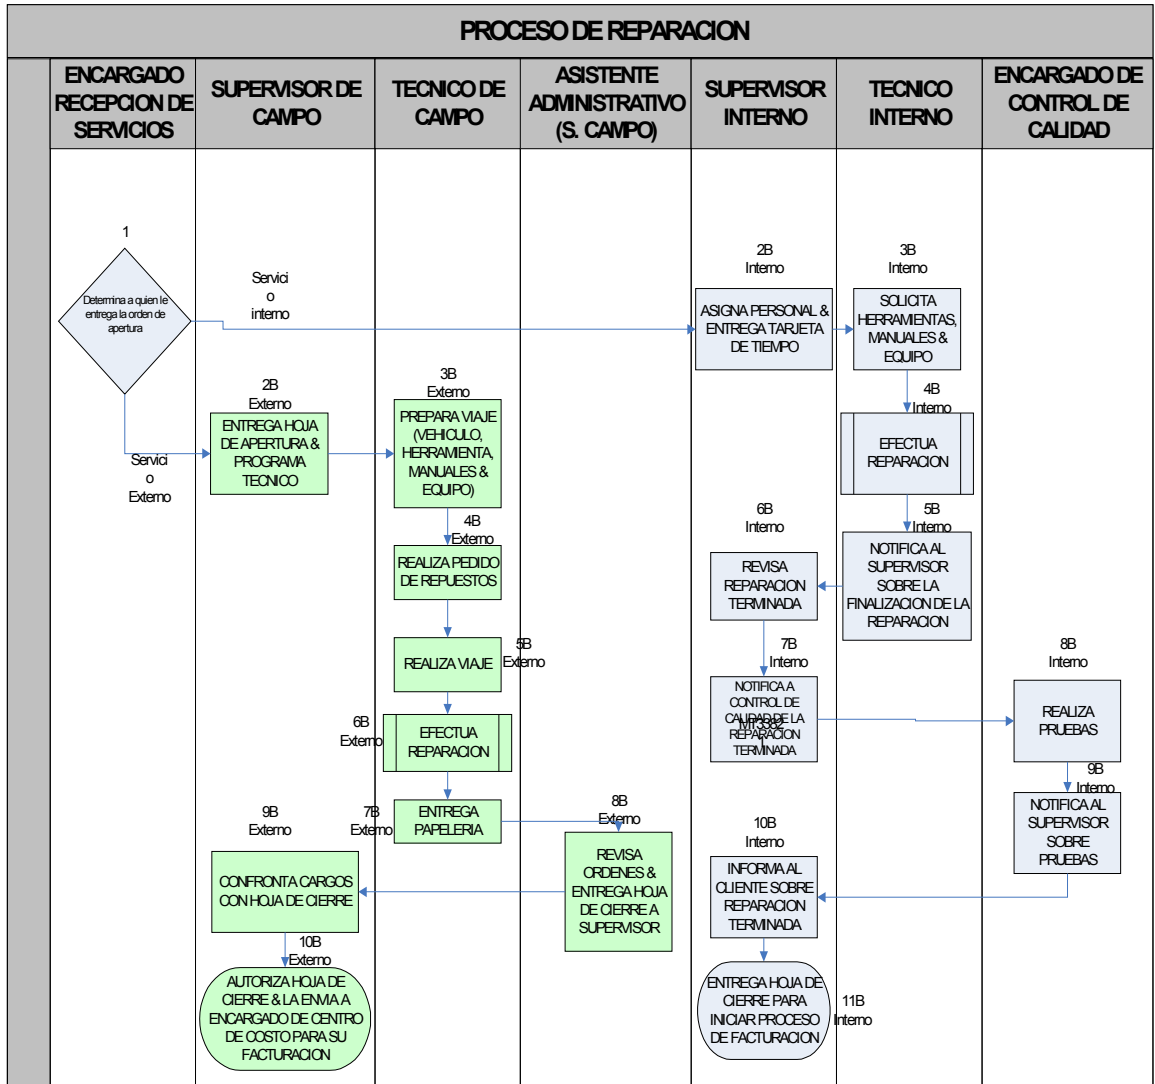 PROCESO DE REPARACION
ENCARGADO
RECEPCION DE
SERVICIOS
SUPERVISOR DE
CAMPO
TECNICO DE
CAMPO
ASISTENTE
ADMINISTRATIVO
(S. CAMPO)
SUPERVISOR
INTERNO
TECNICO
INTERNO
ENCARGADO DE
CONTROL DE
CALIDAD
1
Determina a quien le
entrega la orden de
apertura
Servici
o
interno
2B
Interno
ASIGNA PERSONAL &
ENTREGA TARJETA
DE TIEMPO
3B
Interno
SOLICITA
HERRAMIENTAS,
MANUALES &
EQUIPO
Servici
o
Externo
2B
Externo
ENTREGA HOJA
DE APERTURA &
PROGRAMA
TECNICO
3B
Externo
PREPARA VIAJE
(VEHICULO,
HERRAMIENTA,
MANUALES &
EQUIPO)
4B
Interno
EFECTUA
REPARACION
4B
Externo
REALIZA PEDIDO
DE REPUESTOS
5B
Interno
NOTIFICA AL
SUPERVISOR
SOBRE LA
FINALIZACION DE LA
REPARACION
6B
Interno
REVISA
REPARACION
TERMINADA
5B
Externo
REALIZA VIAJE
7B
Interno
NOTIFICA A
CONTROL DE
CALIDAD DE LA
REPARACION
TERMINADA
8B
Interno
REALIZA
PRUEBAS
6B
Externo
EFECTUA
REPARACION
9B
Interno
NOTIFICA AL
SUPERVISOR
SOBRE
PRUEBAS
7B
Externo
ENTREGA
PAPELERIA
8B
Externo
REVISA
ORDENES &
ENTREGA HOJA
DE CIERRE A
SUPERVISOR
9B
Externo
CONFRONTA CARGOS
CON HOJA DE CIERRE
10B
Interno
INFORMA AL
CLIENTE SOBRE
REPARACION
TERMINADA
10B
Externo
AUTORIZA HOJA DE
CIERRE & LA ENVIA A
ENCARGADO DE CENTRO
DE COSTO PARA SU
FACTURACION
ENTREGA HOJA DE
CIERRE PARA
INICIAR PROCESO
DE FACTURACION
11B
Interno